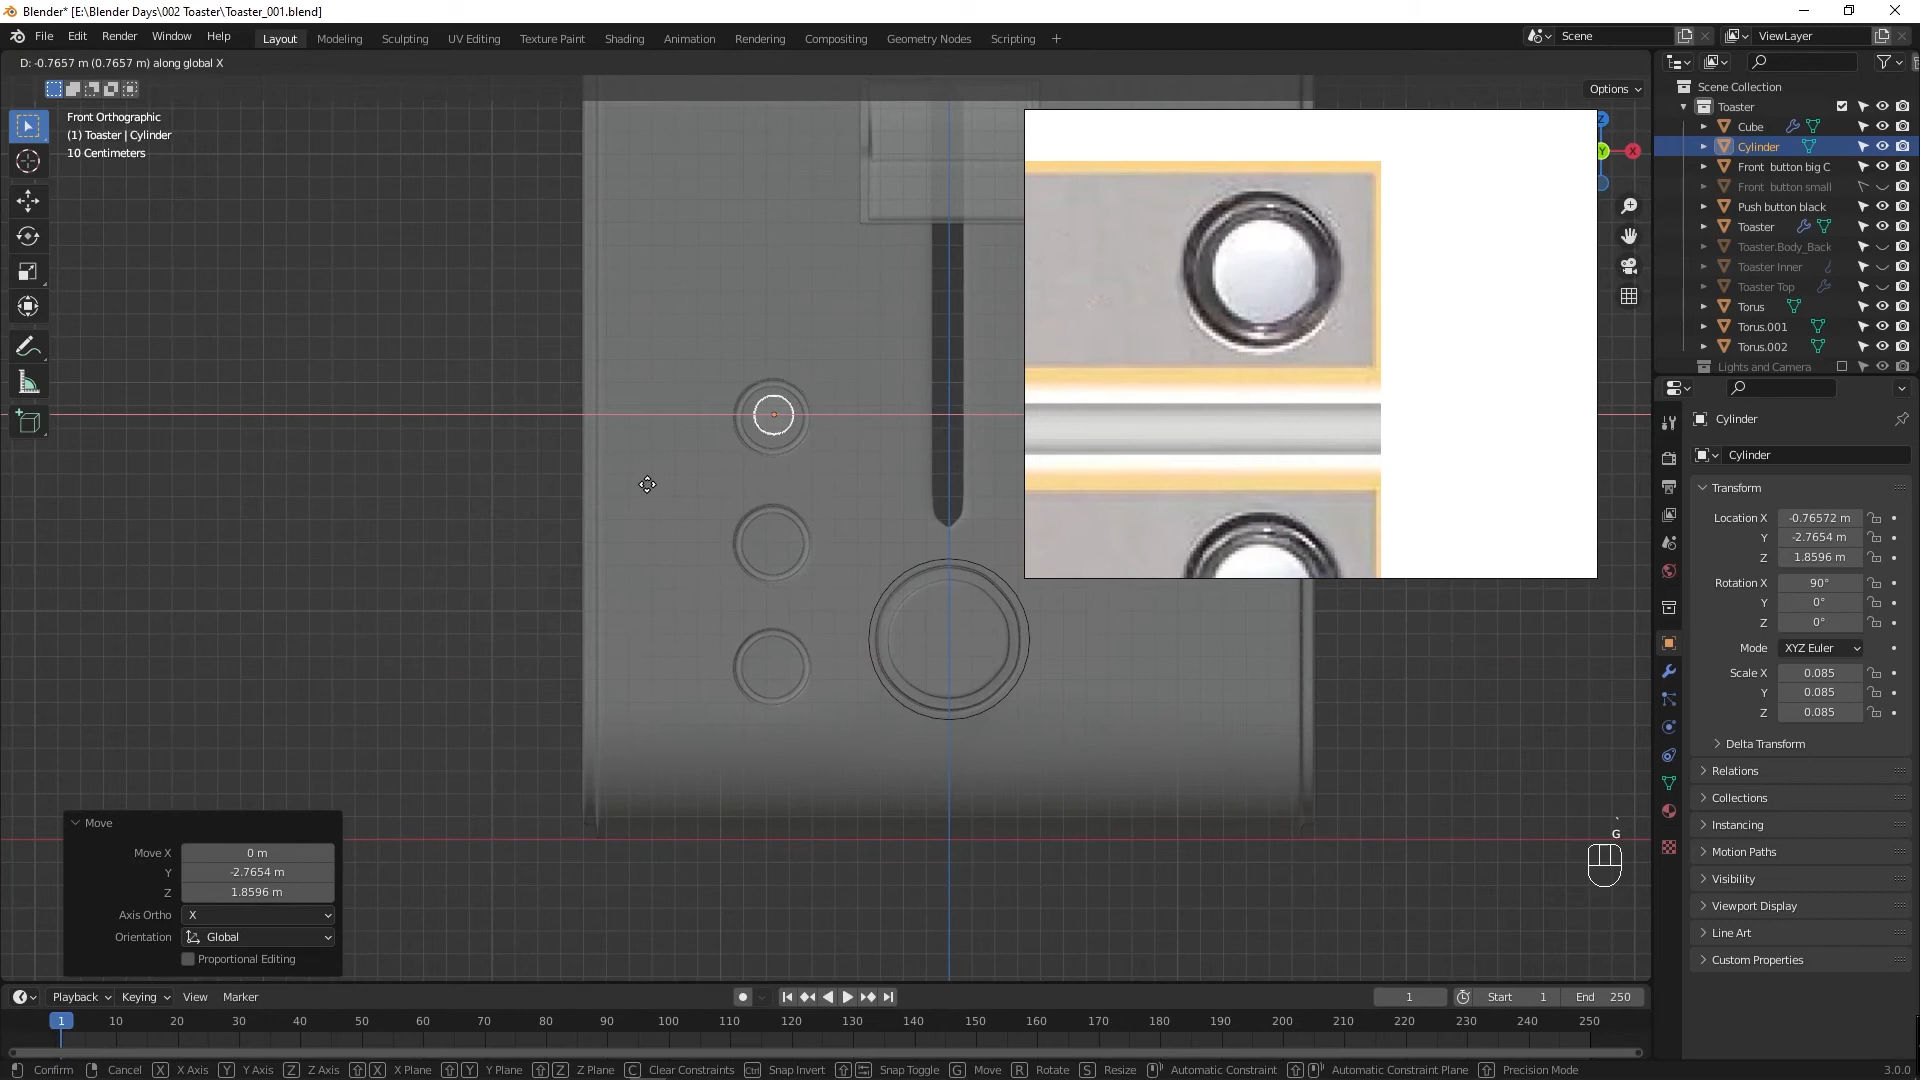 Blender* [E:\Blender Days\002 Toaster\Toaster_001.blend]
File Edit Render Window Help Layout Modeling Sculpting UV Editing Texture Paint Shading Animation Rendering Compositing Geometry Nodes Scripting + Scene ViewLayer
D: -0.7657 m (0.7657 m) along global X
Options
Front Orthographic
(1) Toaster | Cylinder
10 Centimeters
Z
Y
X
Scene Collection
Toaster
Cube
Cylinder
Front button big C
Front button small
Push button black
Toaster
Toaster.Body_Back
Toaster Inner
Toaster Top
Torus
Torus.001
Torus.002
Lights and Camera
Cylinder
Cylinder
Transform
Location X -0.76572 m
Y -2.7654 m
Z 1.8596 m
Rotation X 90°
Y 0°
Z 0°
Mode XYZ Euler
Scale X 0.085
Y 0.085
Z 0.085
Delta Transform
Relations
Collections
Instancing
Motion Paths
Visibility
Viewport Display
Line Art
Custom Properties
Move
Move X 0 m
Y -2.7654 m
Z 1.8596 m
Axis Ortho X
Orientation Global
Proportional Editing
`
G
Playback Keying View Marker 1 Start 1 End 250
1 10 20 30 40 50 60 70 80 90 100 110 120 130 140 150 160 170 180 190 200 210 220 230 240 250
Confirm Cancel X X Axis Y Y Axis Z Z Axis X X Plane Y Y Plane Z Z Plane C Clear Constraints Ctrl Snap Invert Snap Toggle G Move R Rotate S Resize Automatic Constraint Automatic Constraint Plane Precision Mode 3.0.0